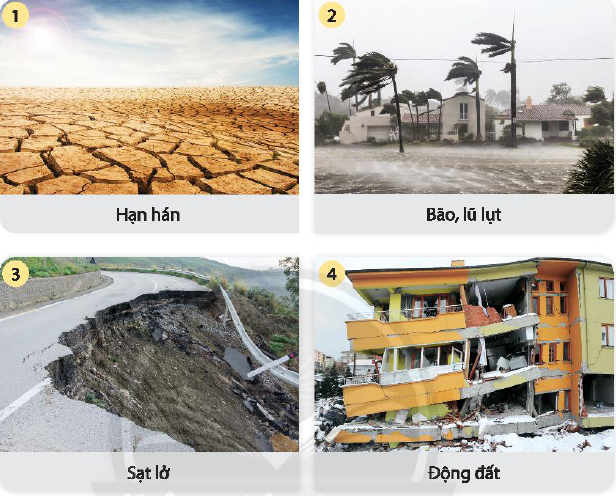 1
2
Hạn hán
Bão, lũ lụt
3
4
Sạt lở
Động đất